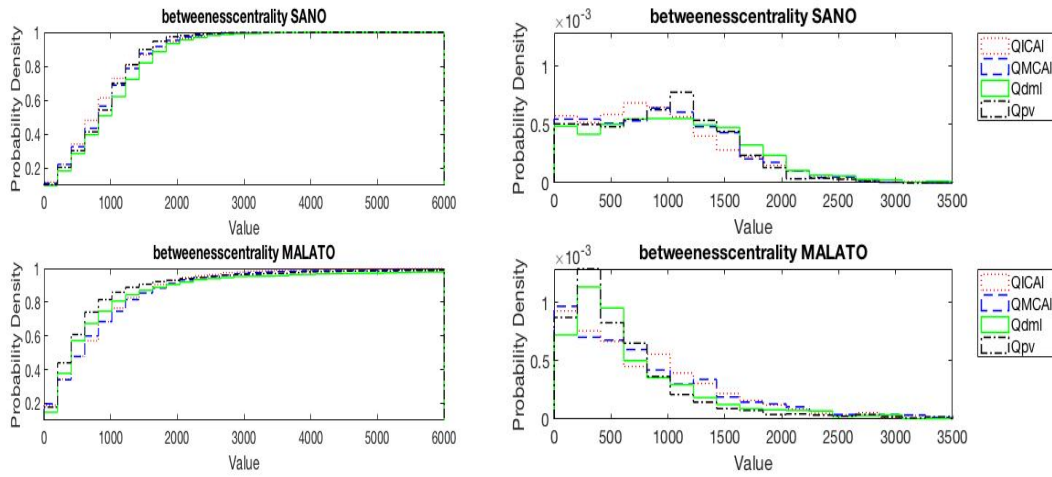 betweenesscentrality SANO
Probability Density
1
0.8
0.6
0.4
0.2
0 1000 2000 3000 4000 5000 6000
Value
betweenesscentrality SANO
×10⁻³
Probability Density
1
0.5
0
0 500 1000 1500 2000 2500 3000 3500
Value
QICAI
QMCAI
Qdml
Qpv
betweenesscentrality MALATO
Probability Density
1
0.8
0.6
0.4
0.2
0 1000 2000 3000 4000 5000 6000
Value
betweenesscentrality MALATO
×10⁻³
Probability Density
1
0.5
0
0 500 1000 1500 2000 2500 3000 3500
Value
QICAI
QMCAI
Qdml
Qpv